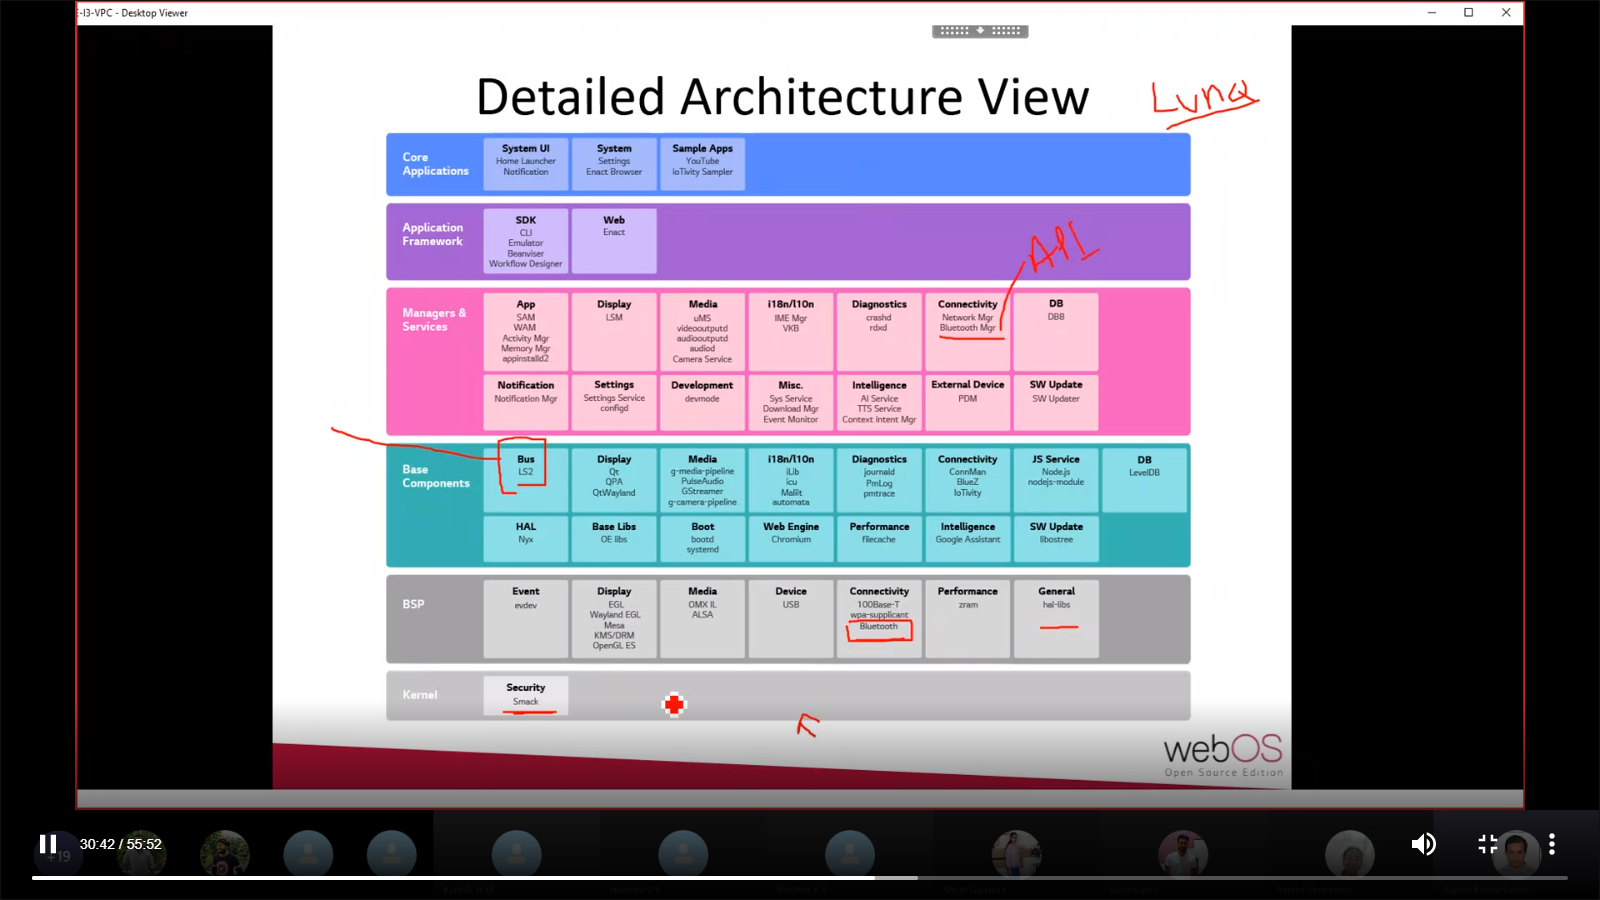 E-I3-VPC - Desktop Viewer
Detailed Architecture View
Luna
Core
Applications
System UI
Home Launcher
Notification
System
Settings
Enact Browser
Sample Apps
YouTube
IoTivity Sampler
Application
Framework
SDK
CLI
Emulator
Beanviser
Workflow Designer
Web
Enact
API
Managers &
Services
App
SAM
WAM
Activity Mgr
Memory Mgr
appinstalld2
Display
LSM
Media
uMS
videooutputd
audiooutputd
audiod
Camera Service
i18n/l10n
IME Mgr
VKB
Diagnostics
crashd
rdxd
Connectivity
Network Mgr
Bluetooth Mgr
DB
DB8
Notification
Notification Mgr
Settings
Settings Service
configd
Development
devmode
Misc.
Sys Service
Download Mgr
Event Monitor
Intelligence
AI Service
TTS Service
Context Intent Mgr
External Device
PDM
SW Update
SW Updater
Base
Components
Bus
LS2
Display
Qt
QPA
QtWayland
Media
g-media-pipeline
PulseAudio
GStreamer
g-camera-pipeline
i18n/l10n
iLib
icu
Maliit
automata
Diagnostics
journald
PmLog
pmtrace
Connectivity
ConnMan
BlueZ
IoTivity
JS Service
Node.js
nodejs-module
DB
LevelDB
HAL
Nyx
Base Libs
OE libs
Boot
bootd
systemd
Web Engine
Chromium
Performance
filecache
Intelligence
Google Assistant
SW Update
libostree
BSP
Event
evdev
Display
EGL
Wayland EGL
Mesa
KMS/DRM
OpenGL ES
Media
OMX IL
ALSA
Device
USB
Connectivity
100Base-T
wpa-supplicant
Bluetooth
Performance
zram
General
hal-libs
Kernel
Security
Smack
webOS
Open Source Edition
+19
30:42 / 55:52